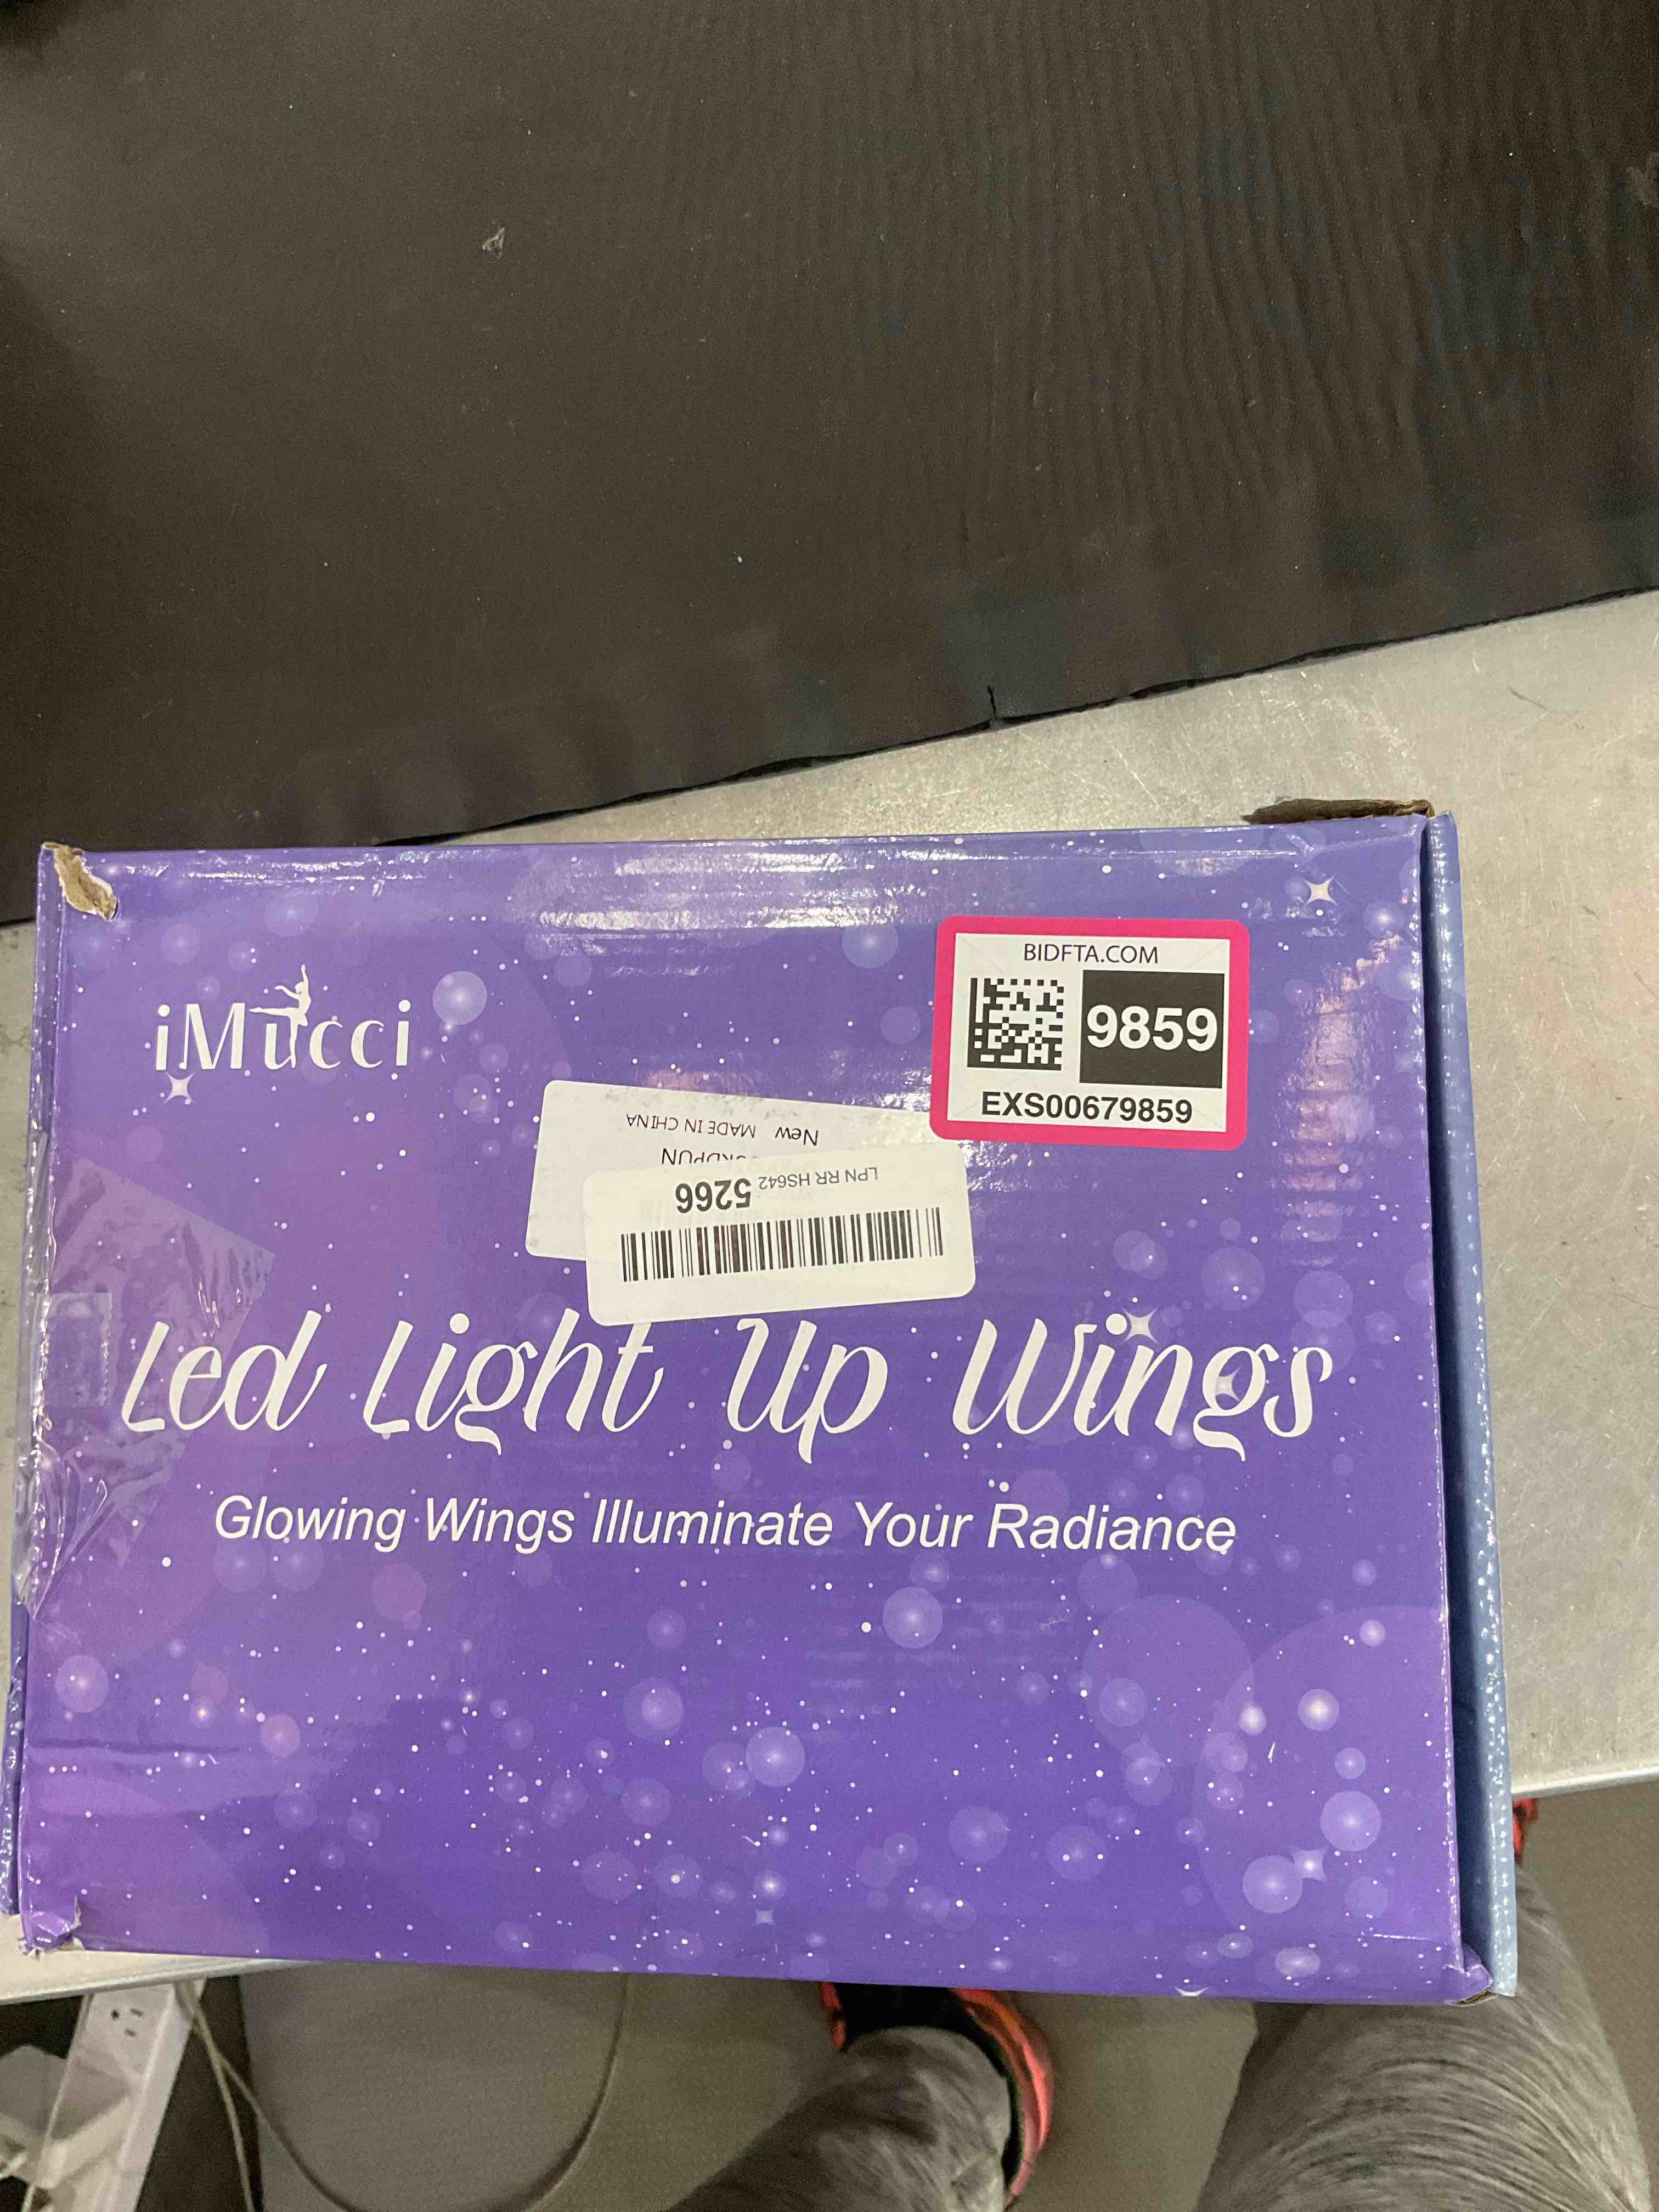 iMucci
BIDFTA.COM
9859
EXS00679859
New MADE IN CHINA
LPN RR HS642 5266
Led Light Up Wings
Glowing Wings Illuminate Your Radiance